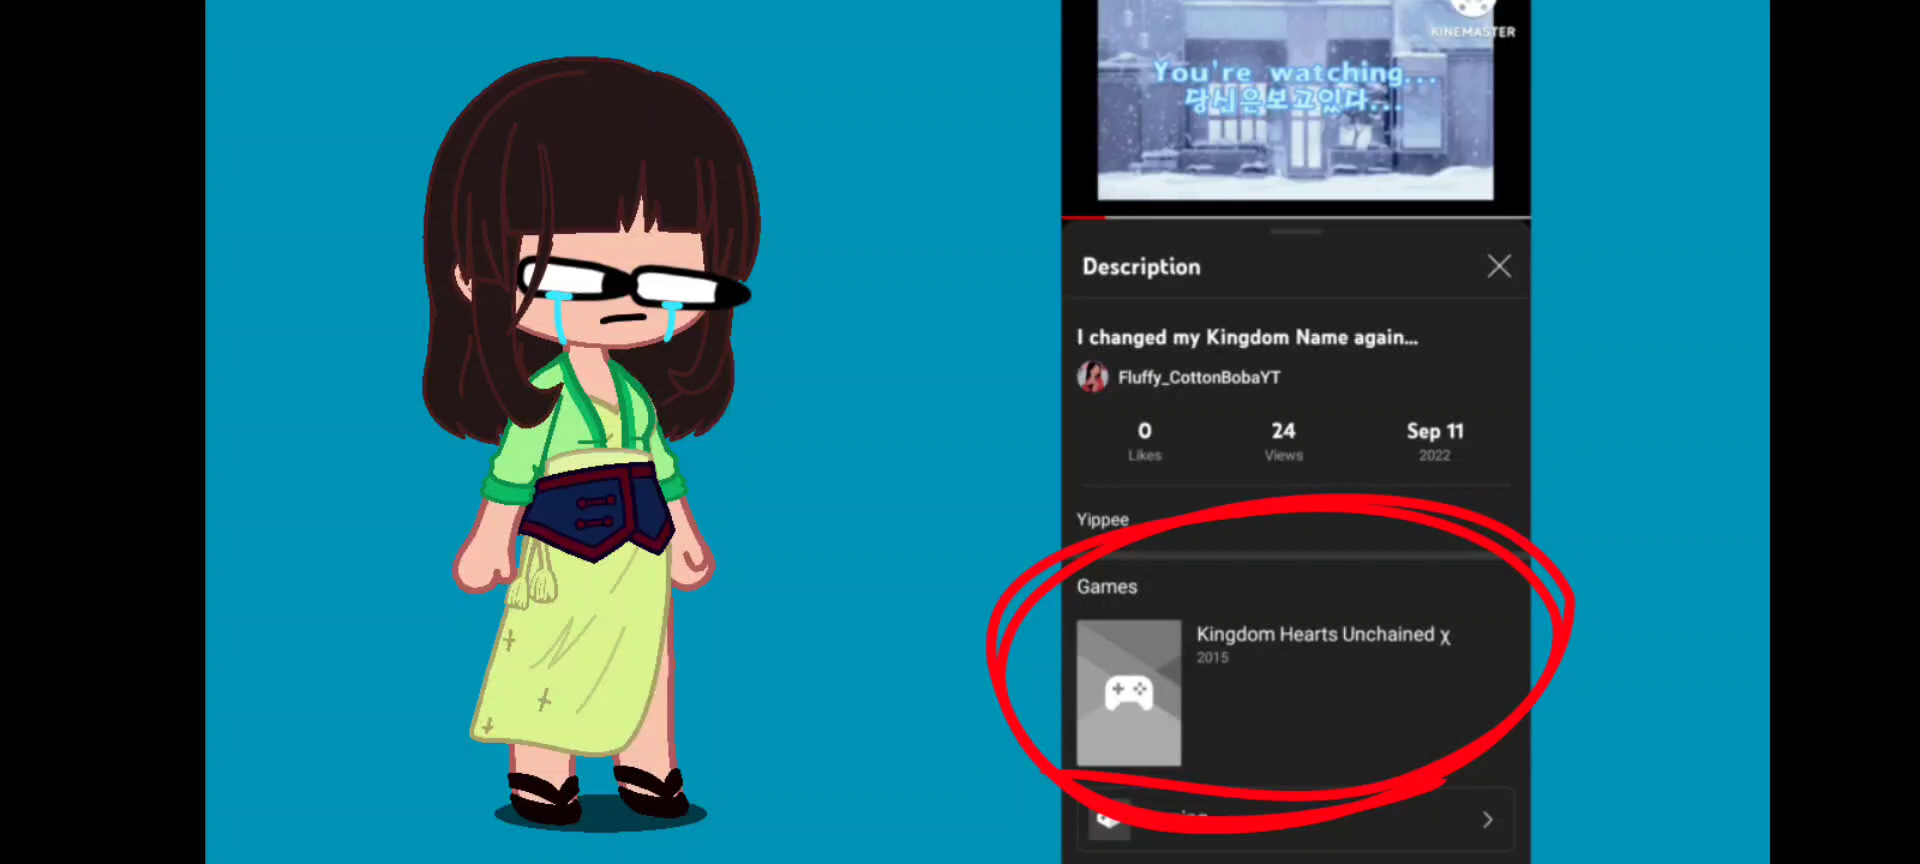 KINEMASTER
You're watching...
당신은보고있다...
Description
I changed my Kingdom Name again...
Fluffy_CottonBobaYT
0
Likes
24
Views
Sep 11
2022
Yippee
Games
Kingdom Hearts Unchained χ
2015